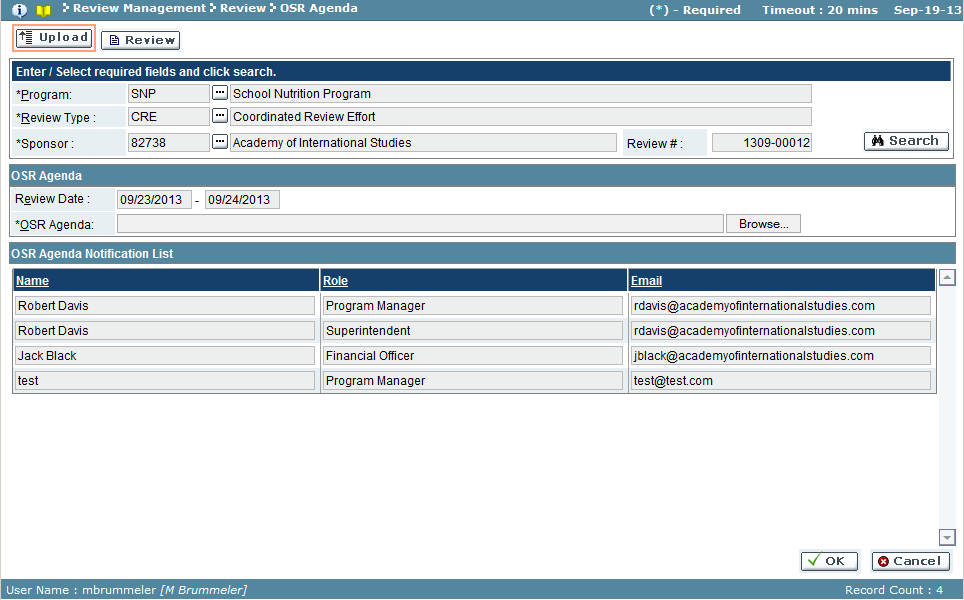 Review Management Review OSR Agenda (*) - Required Timeout : 20 mins Sep-19-13
Upload Review
Enter / Select required fields and click search.
*Program: SNP ... School Nutrition Program
*Review Type : CRE ... Coordinated Review Effort
*Sponsor : 82738 ... Academy of International Studies Review # : 1309-00012 Search
OSR Agenda
Review Date : 09/23/2013 - 09/24/2013
*OSR Agenda: Browse...
OSR Agenda Notification List
Name Role Email
Robert Davis Program Manager rdavis@academyofinternationalstudies.com
Robert Davis Superintendent rdavis@academyofinternationalstudies.com
Jack Black Financial Officer jblack@academyofinternationalstudies.com
test Program Manager test@test.com
OK Cancel
User Name : mbrummeler [M Brummeler] Record Count : 4